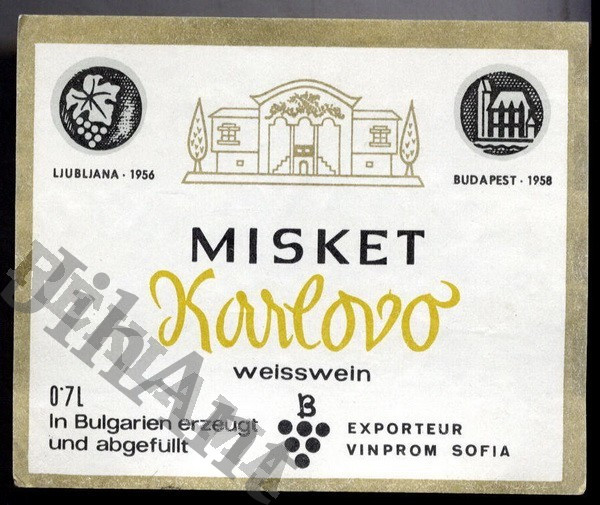 LJUBLJANA · 1956
BUDAPEST · 1958
MISKET
Karlovo
weisswein
0.7L
In Bulgarien erzeugt
und abgefüllt
B
EXPORTEUR
VINPROM SOFIA